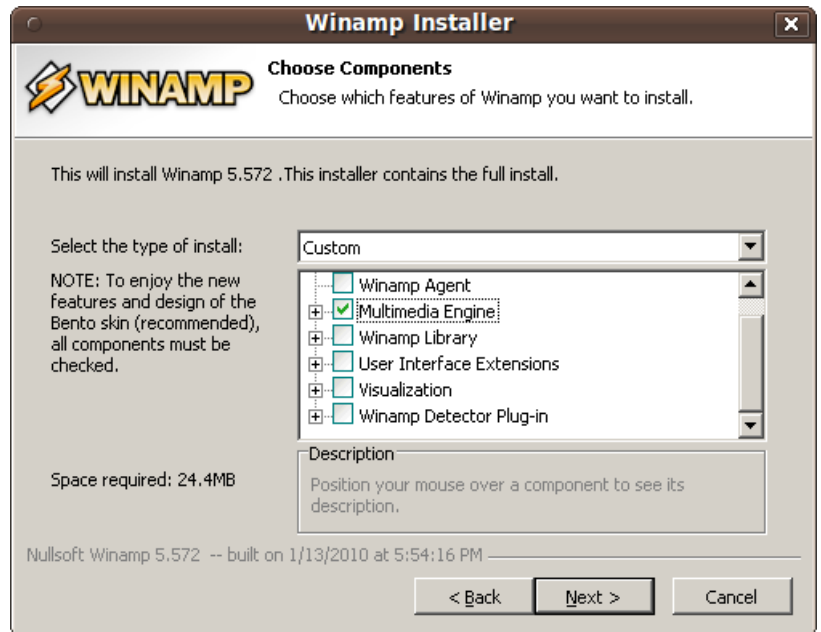 Winamp Installer
WINAMP
Choose Components
Choose which features of Winamp you want to install.
This will install Winamp 5.572 .This installer contains the full install.
Select the type of install:
Custom
NOTE: To enjoy the new
features and design of the
Bento skin (recommended),
all components must be
checked.
Winamp Agent
Multimedia Engine
Winamp Library
User Interface Extensions
Visualization
Winamp Detector Plug-in
Space required: 24.4MB
Description
Position your mouse over a component to see its
description.
Nullsoft Winamp 5.572 -- built on 1/13/2010 at 5:54:16 PM
< Back
Next >
Cancel